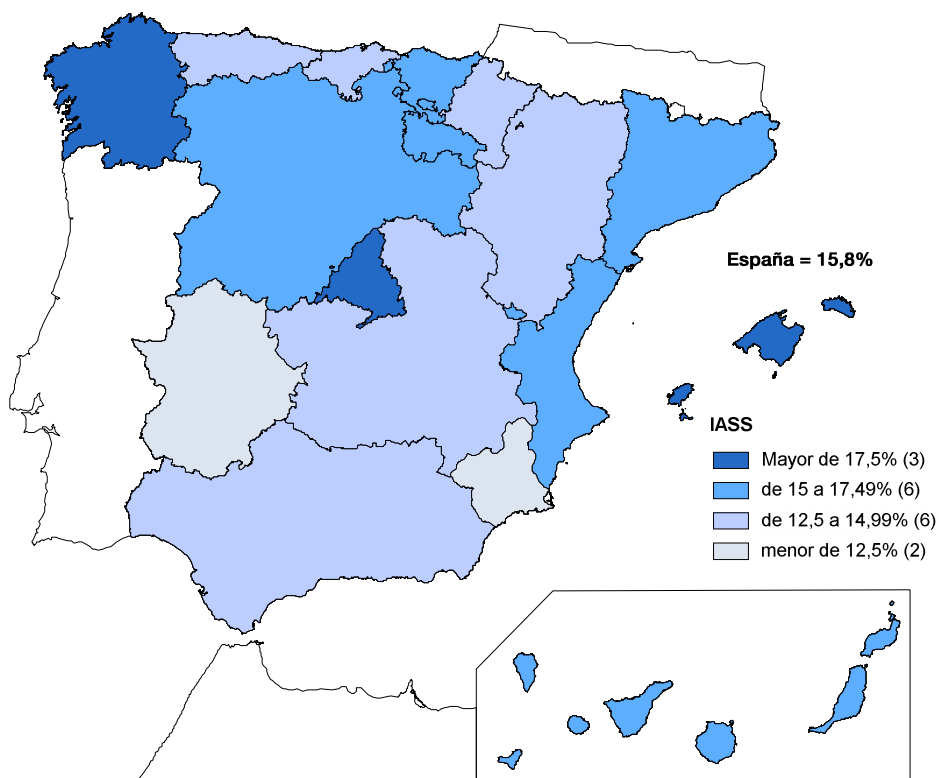 España = 15,8%
IASS
Mayor de 17,5% (3)
de 15 a 17,49% (6)
de 12,5 a 14,99% (6)
menor de 12,5% (2)